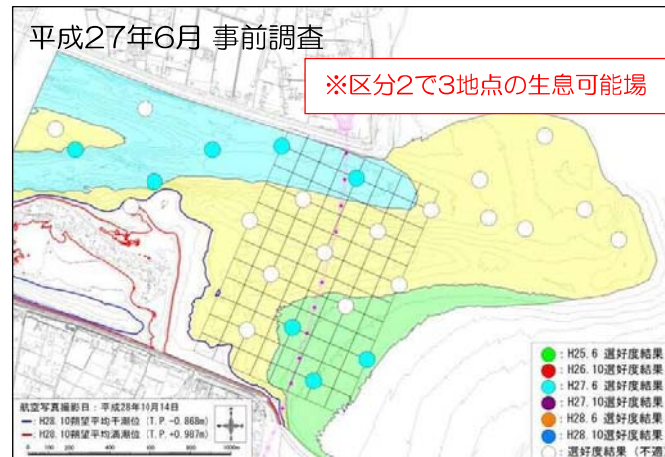 平成27年6月 事前調査
※区分2で3地点の生息可能場
: H25.6 選好度結果
: H26.10選好度結果
: H27.6 選好度結果
: H27.10選好度結果
: H28.6 選好度結果
: H28.10選好度結果
: 選好度結果(不適
航空写真撮影日:平成28年10月14日
: H28.10朔望平均干潮位 (T.P.-0.868m)
: H28.10朔望平均満潮位 (T.P.+0.987m)